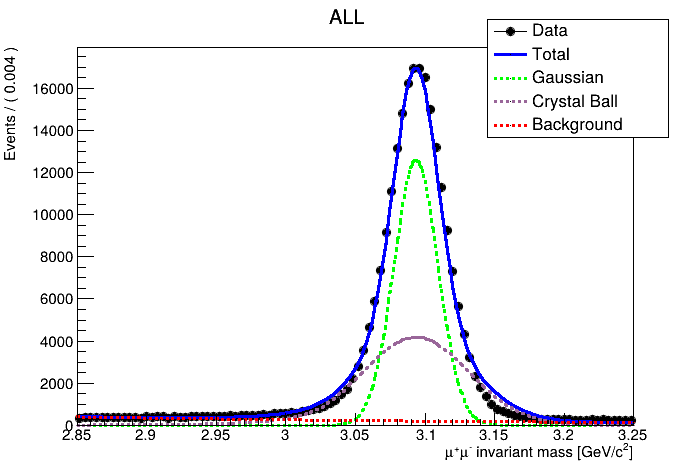 ALL
Data
Total
Gaussian
Crystal Ball
Background
Events / ( 0.004 )
16000
14000
12000
10000
8000
6000
4000
2000
0
2.85 2.9 2.95 3 3.05 3.1 3.15 3.2 3.25
μ⁺μ⁻ invariant mass [GeV/c²]